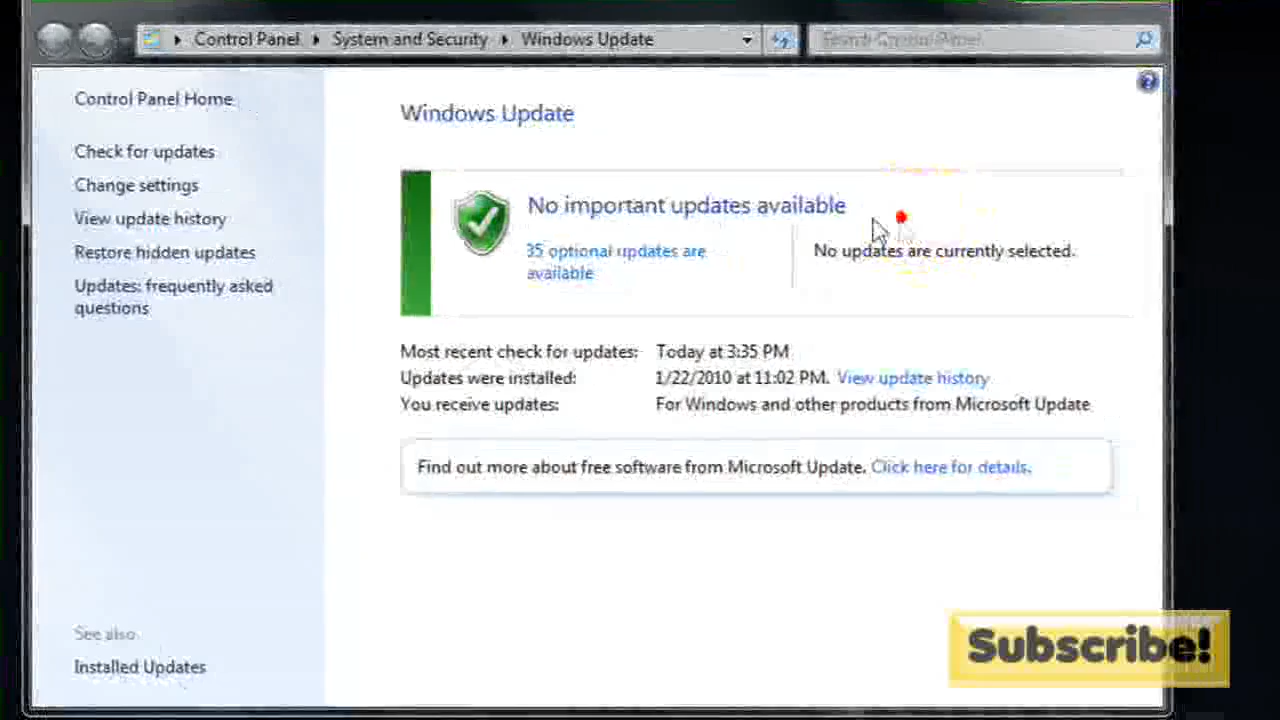 Control Panel
System and Security
Windows Update
Search Control Panel
Control Panel Home
Check for updates
Change settings
View update history
Restore hidden updates
Updates: frequently asked
questions
Windows Update
No important updates available
35 optional updates are
available
No updates are currently selected.
Most recent check for updates: Today at 3:35 PM
Updates were installed: 1/22/2010 at 11:02 PM. View update history
You receive updates: For Windows and other products from Microsoft Update
Find out more about free software from Microsoft Update. Click here for details.
See also
Installed Updates
Subscribe!